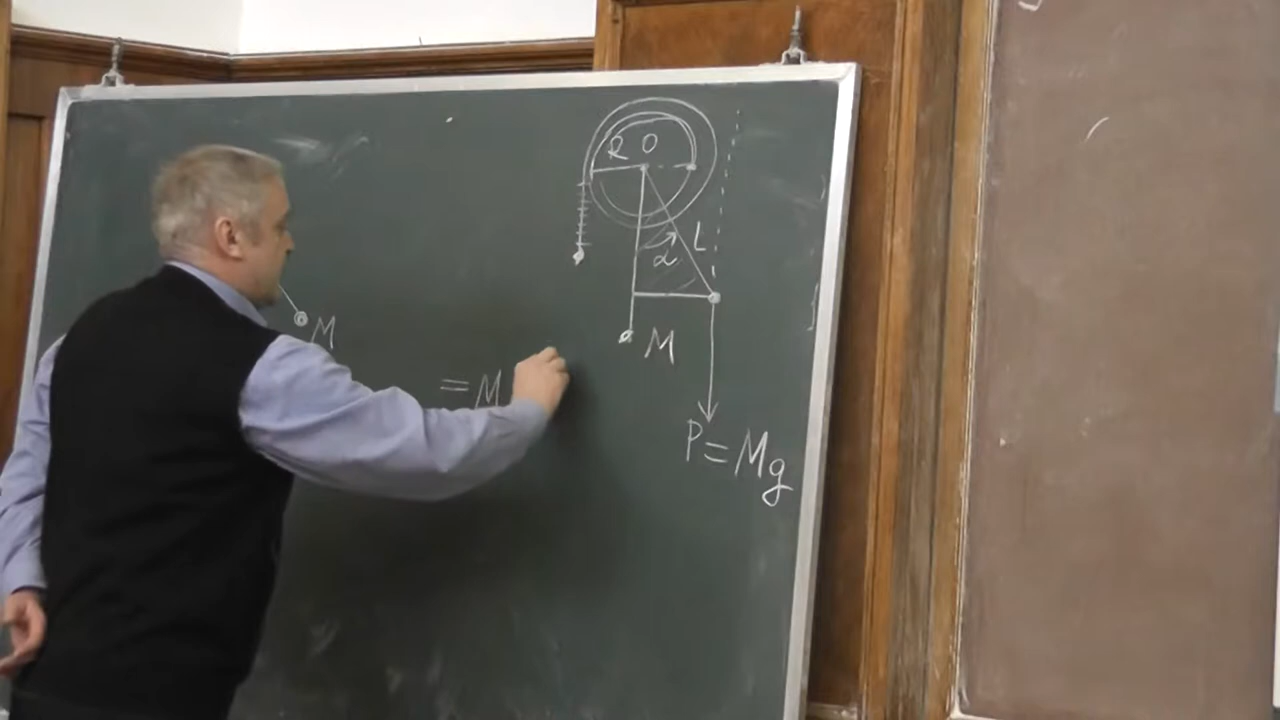 R O
L
α
M
M
= M
P = Mg